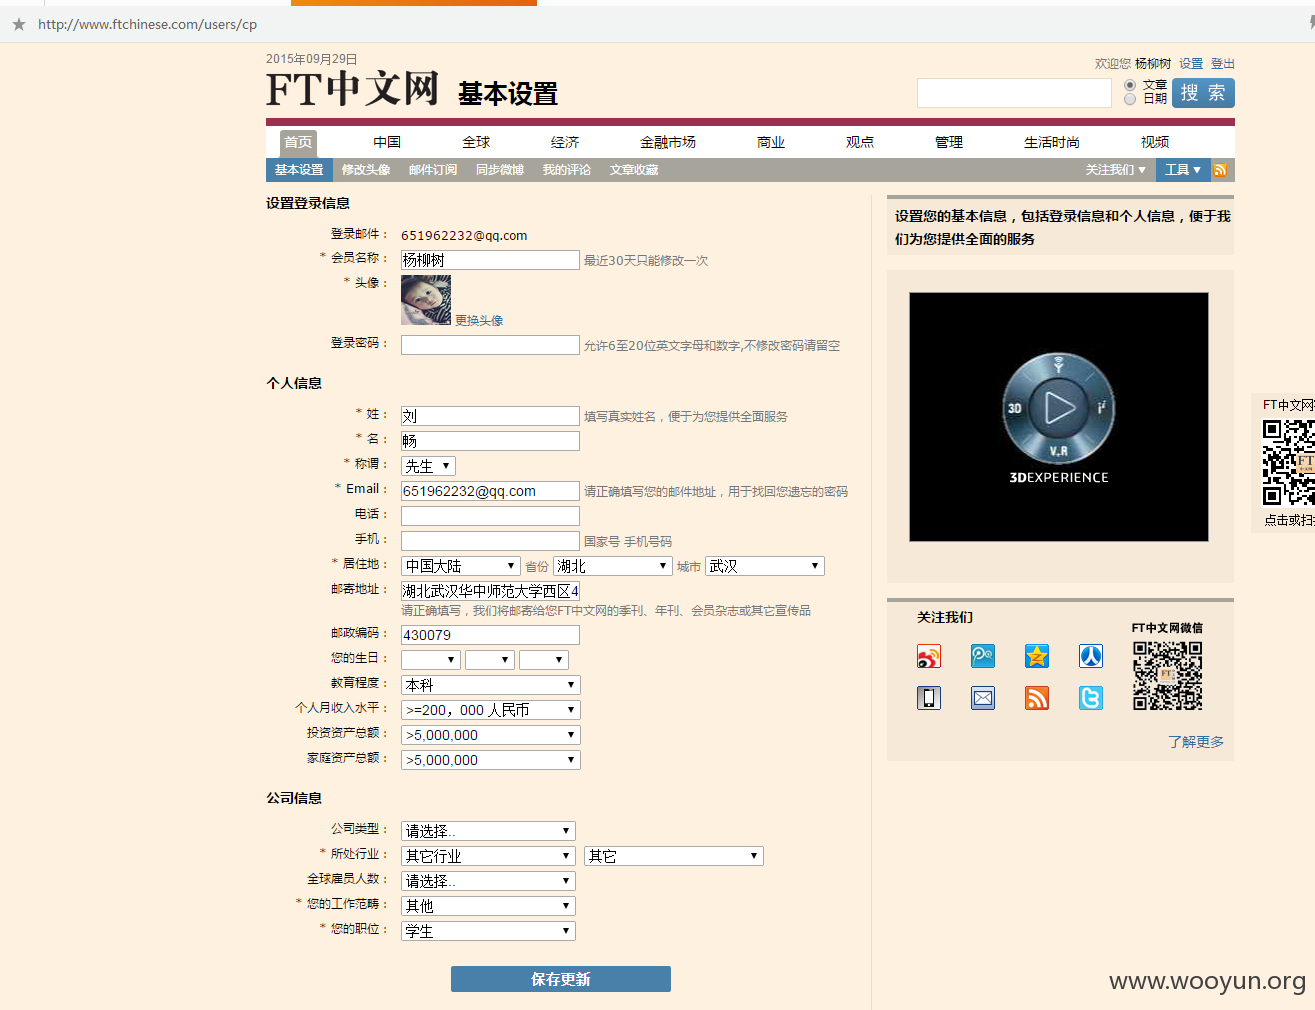 http://www.ftchinese.com/users/cp
2015年09月29日
欢迎您 杨柳树 设置 登出
FT中文网 基本设置
文章
日期
搜 索
首页 中国 全球 经济 金融市场 商业 观点 管理 生活时尚 视频
基本设置 修改头像 邮件订阅 同步微博 我的评论 文章收藏 关注我们▼ 工具▼
设置登录信息
登录邮件： 651962232@qq.com
* 会员名称： 杨柳树 最近30天只能修改一次
* 头像： 更换头像
登录密码： 允许6至20位英文字母和数字,不修改密码请留空
个人信息
* 姓： 刘 填写真实姓名，便于为您提供全面服务
* 名： 畅
* 称谓： 先生
* Email： 651962232@qq.com 请正确填写您的邮件地址，用于找回您遗忘的密码
电话：
手机： 国家号 手机号码
* 居住地： 中国大陆 省份 湖北 城市 武汉
邮寄地址： 湖北武汉华中师范大学西区4
请正确填写，我们将邮寄给您FT中文网的季刊、年刊、会员杂志或其它宣传品
邮政编码： 430079
您的生日：
教育程度： 本科
个人月收入水平： >=200，000 人民币
投资资产总额： >5,000,000
家庭资产总额： >5,000,000
公司信息
公司类型： 请选择..
* 所处行业： 其它行业 其它
全球雇员人数： 请选择..
* 您的工作范畴： 其他
* 您的职位： 学生
保存更新
设置您的基本信息，包括登录信息和个人信息，便于我
们为您提供全面的服务
3D
V.R
3DEXPERIENCE
关注我们
FT中文网微信
FT
了解更多
FT中文网
FT
点击或扫
www.wooyun.org